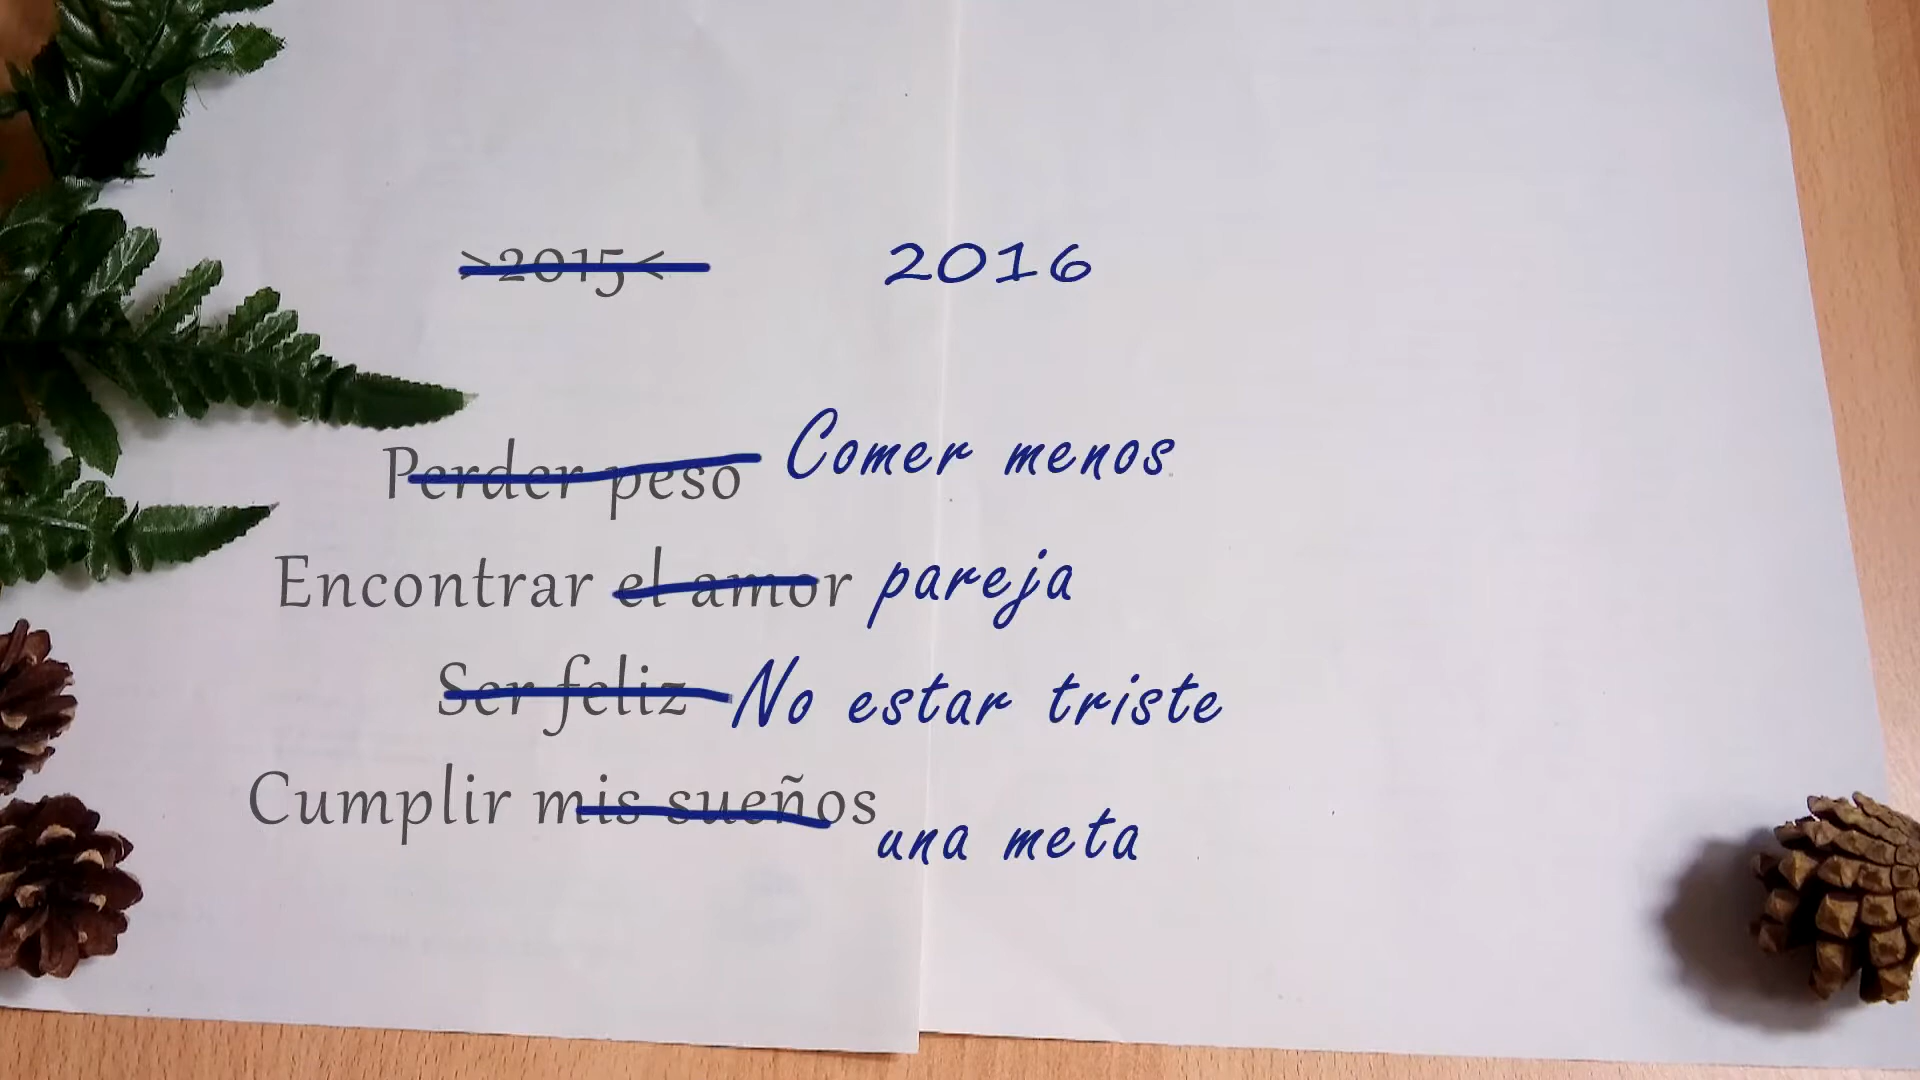 >2015< 2016
Perder peso Comer menos
Encontrar el amor pareja
Ser feliz No estar triste
Cumplir mis sueños una meta